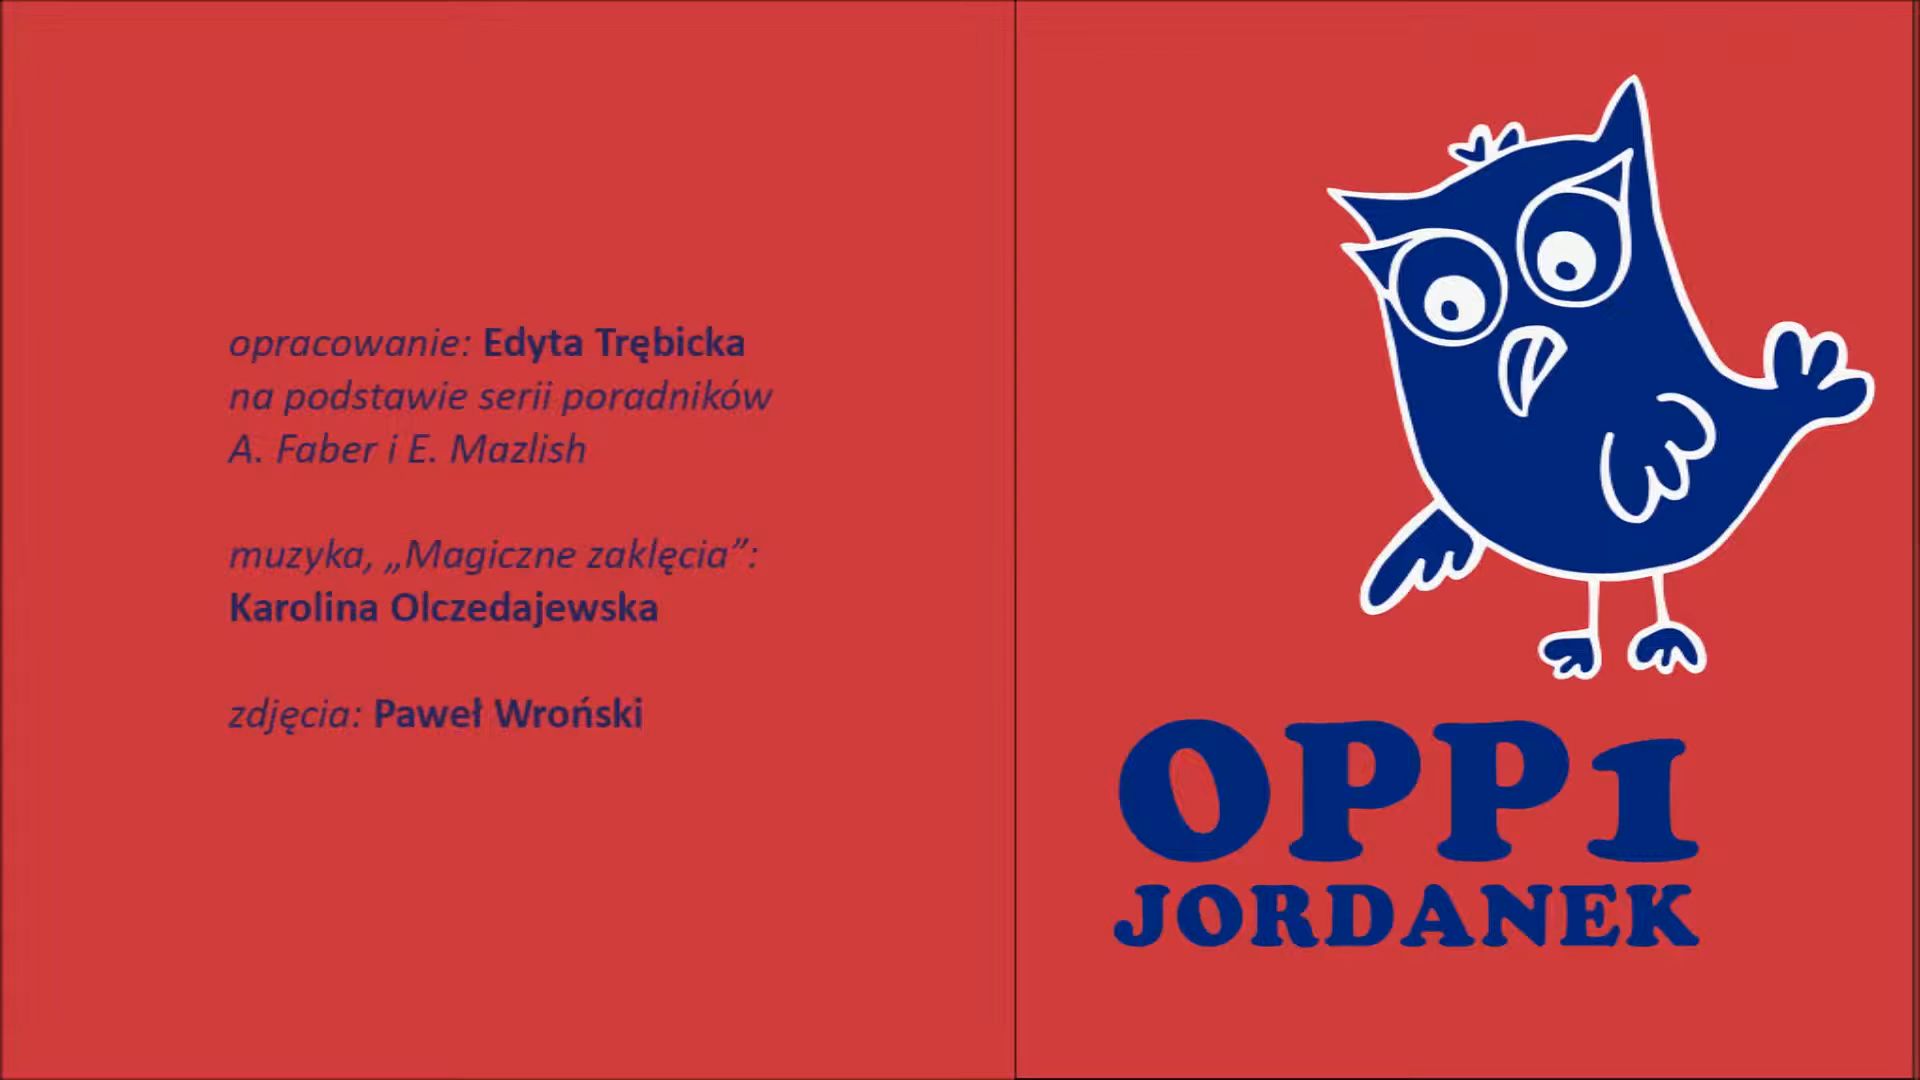 opracowanie: Edyta Trębicka
na podstawie serii poradników
A. Faber i E. Mazlish
muzyka, „Magiczne zaklęcia”:
Karolina Olczedajewska
zdjęcia: Paweł Wroński
OPP1
JORDANEK